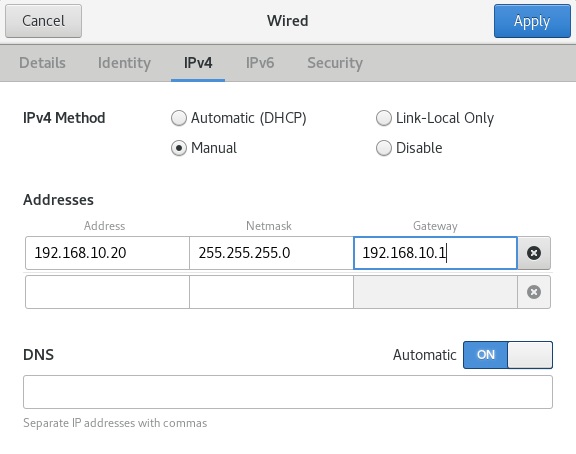 Cancel Wired Apply
Details Identity IPv4 IPv6 Security
IPv4 Method Automatic (DHCP) Link-Local Only
Manual Disable
Addresses
Address Netmask Gateway
192.168.10.20 255.255.255.0 192.168.10.1
DNS Automatic ON
Separate IP addresses with commas